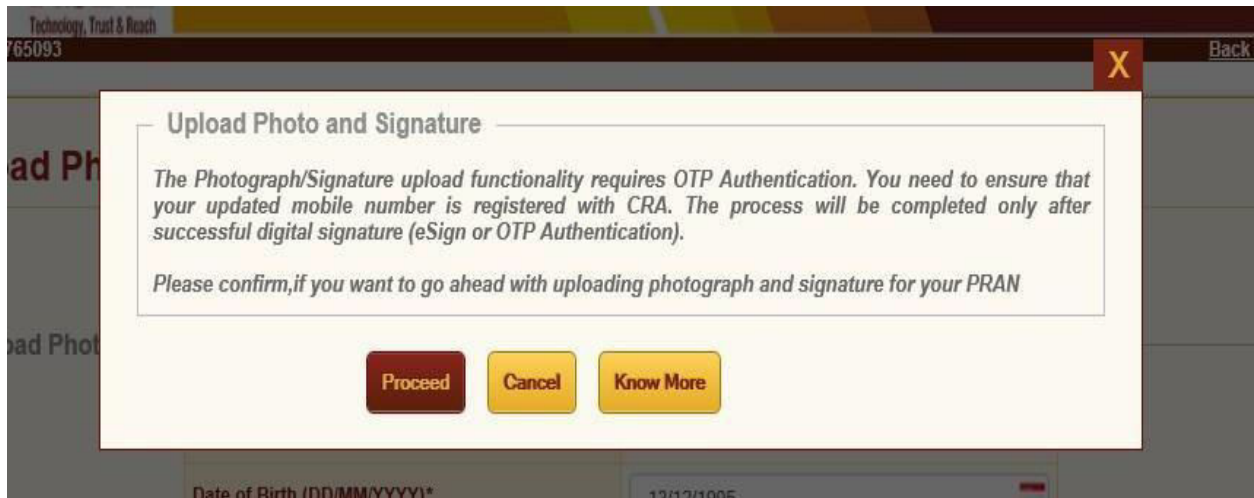 Technology, Trust & Reach
765093
Back
X
Upload Photo and Signature
ad Ph
The Photograph/Signature upload functionality requires OTP Authentication. You need to ensure that
your updated mobile number is registered with CRA. The process will be completed only after
successful digital signature (eSign or OTP Authentication).
Please confirm,if you want to go ahead with uploading photograph and signature for your PRAN
oad Phot
Proceed
Cancel
Know More
Date of Birth (DD/MM/YYYY)*